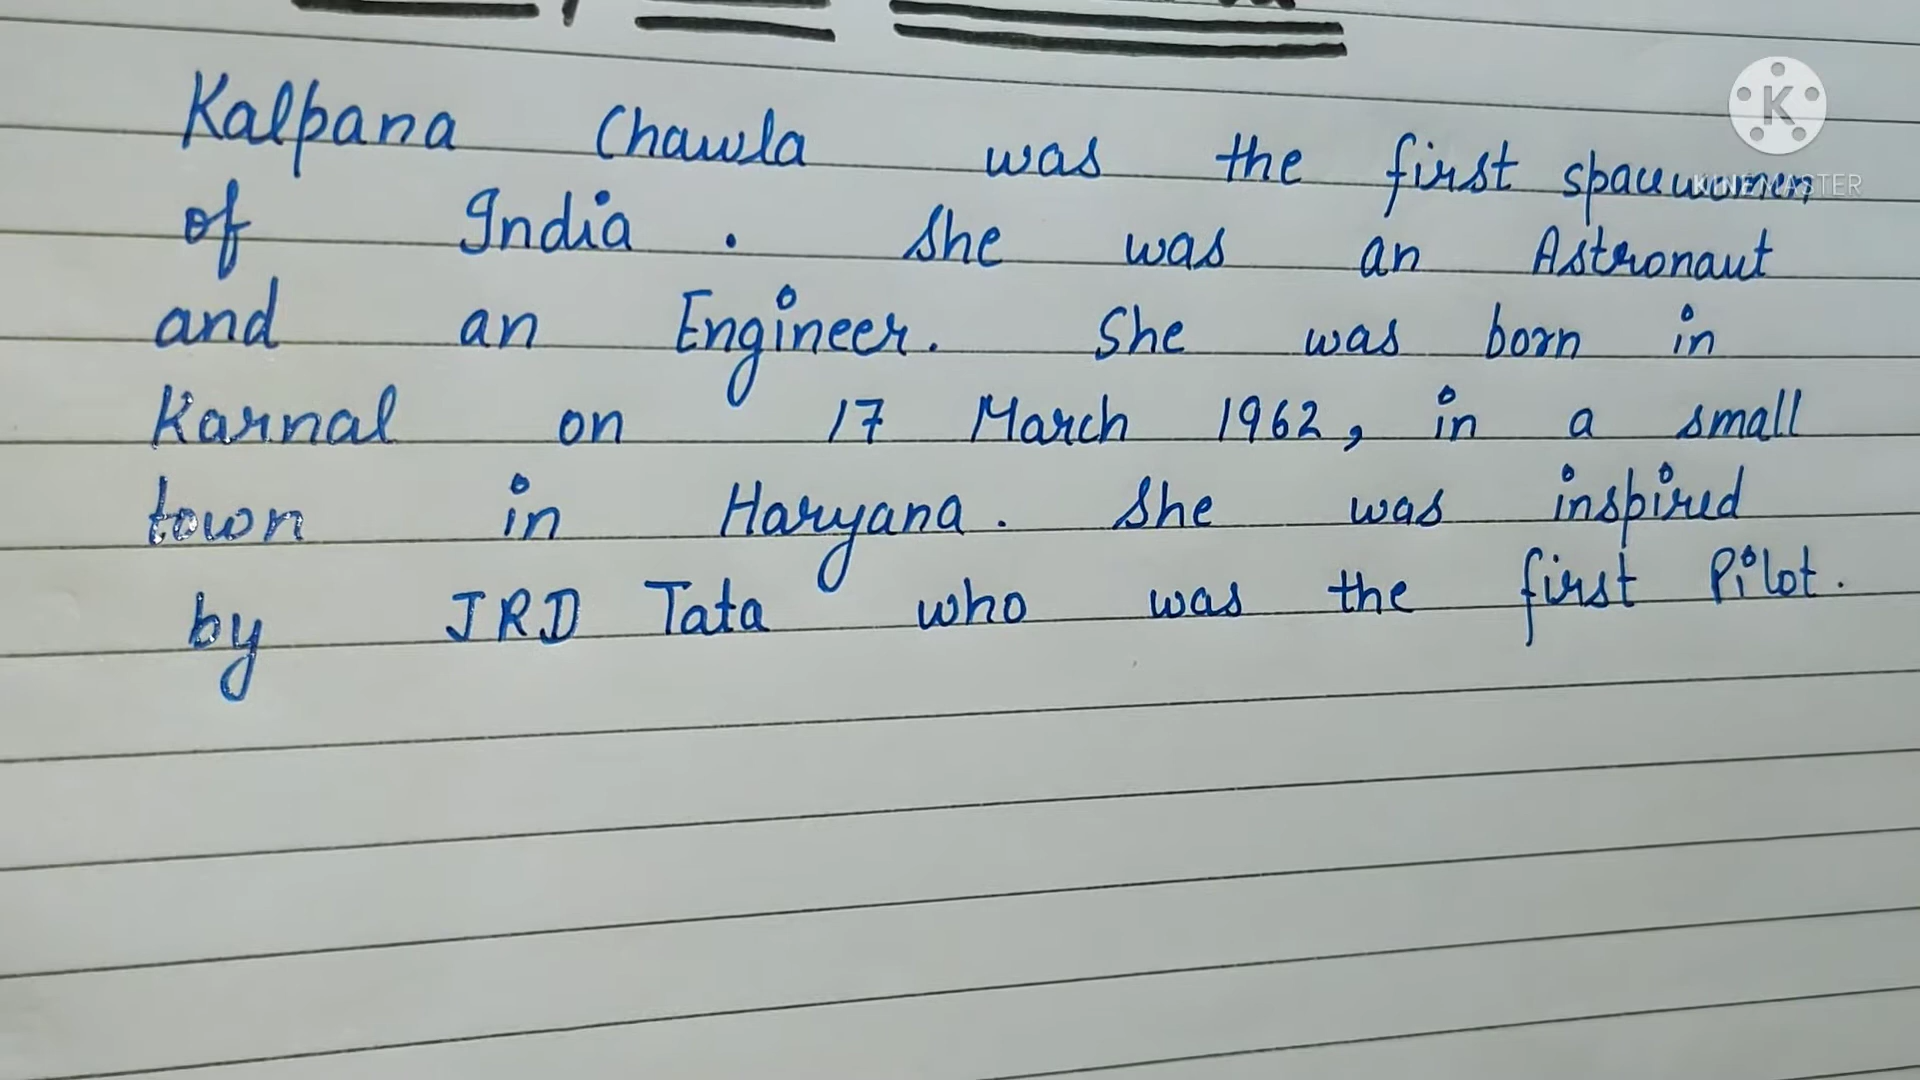 Kalpana Chawla was the first spacewomen
of India. She was an Astronaut
and an Engineer. She was born in
Karnal on 17 March 1962, in a small
town in Haryana. She was inspired
by JRD Tata who was the first Pilot.
K
KINEMASTER